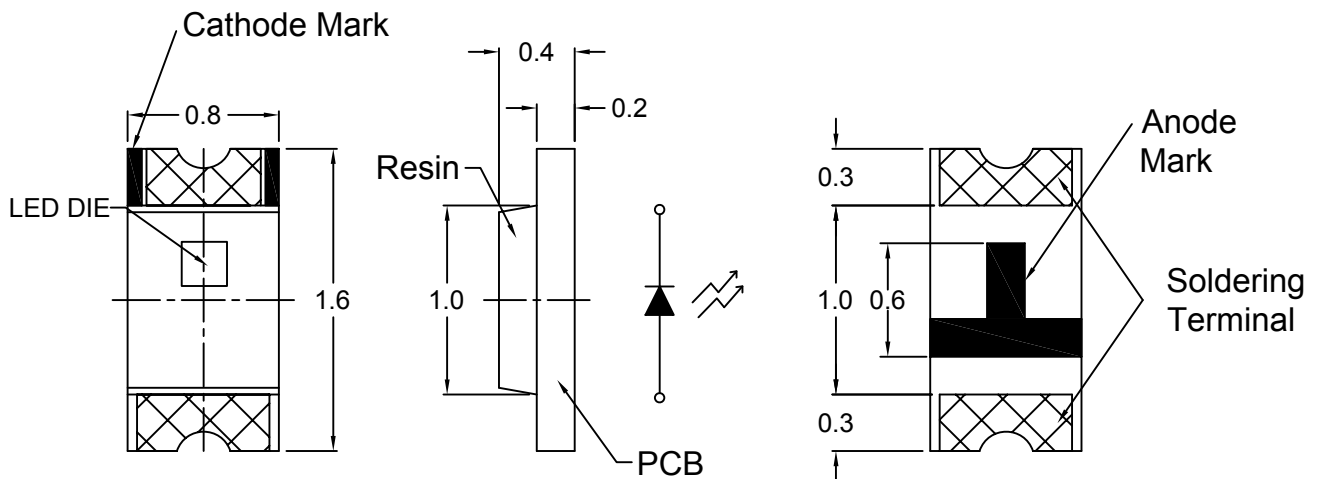 Cathode Mark
0.8
LED DIE
1.6
0.4
0.2
Resin
1.0
PCB
0.3
1.0
0.6
0.3
Anode
Mark
Soldering
Terminal